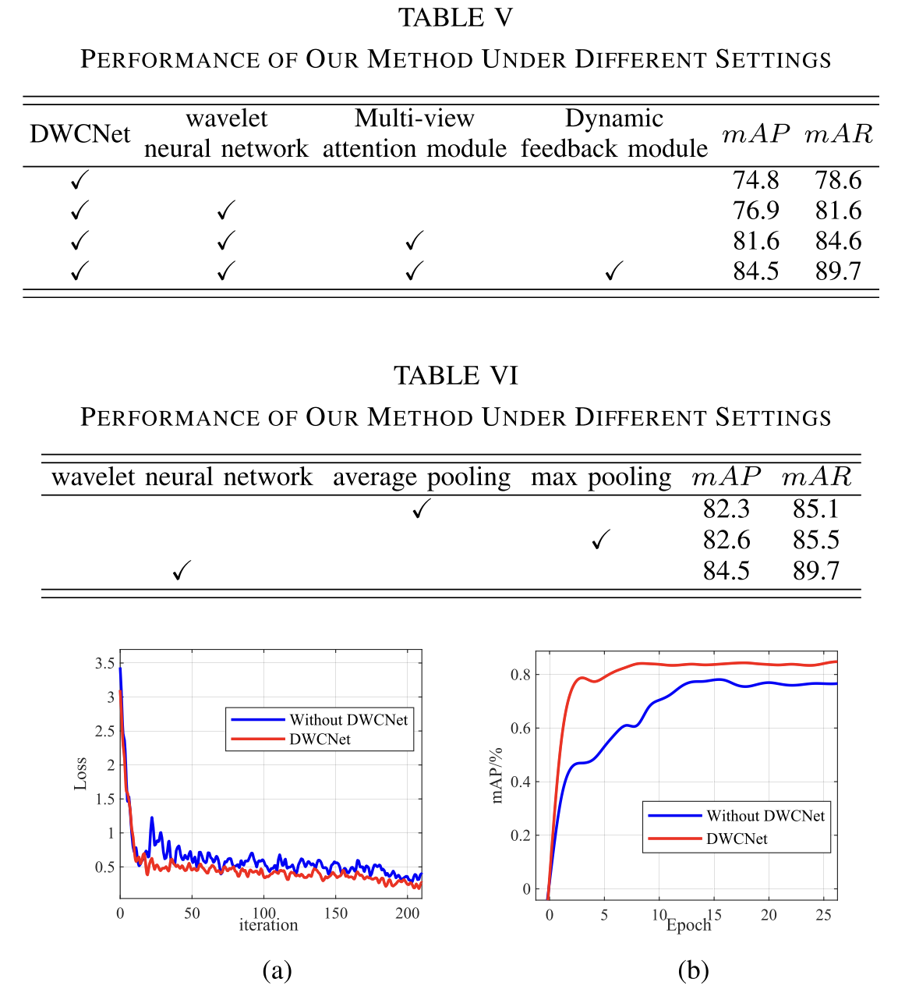 TABLE V
PERFORMANCE OF OUR METHOD UNDER DIFFERENT SETTINGS
DWCNet wavelet neural network Multi-view attention module Dynamic feedback module mAP mAR
✓ 74.8 78.6
✓ ✓ 76.9 81.6
✓ ✓ ✓ 81.6 84.6
✓ ✓ ✓ ✓ 84.5 89.7
TABLE VI
PERFORMANCE OF OUR METHOD UNDER DIFFERENT SETTINGS
wavelet neural network average pooling max pooling mAP mAR
✓ 82.3 85.1
✓ 82.6 85.5
✓ 84.5 89.7
3.5
3
2.5
2
1.5
1
0.5
Loss
Without DWCNet
DWCNet
0 50 100 150 200
iteration
(a)
0.8
0.6
0.4
0.2
0
mAP/%
Without DWCNet
DWCNet
0 5 10 15 20 25
Epoch
(b)